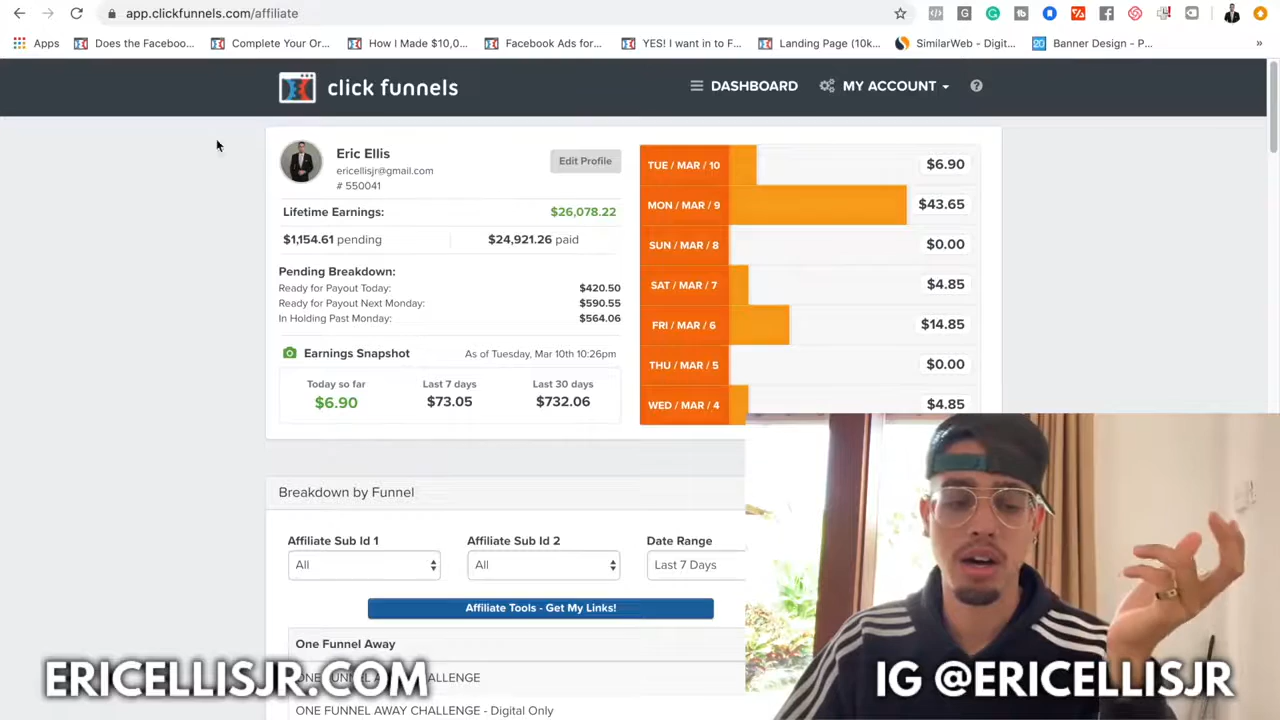 app.clickfunnels.com/affiliate
Apps
Does the Faceboo...
Complete Your Or...
How I Made $10,0...
Facebook Ads for...
YES! I want in to F...
Landing Page (10k...
SimilarWeb - Digit...
Banner Design - P...
»
click funnels
DASHBOARD
MY ACCOUNT
Eric Ellis
Edit Profile
ericellisjr@gmail.com
# 550041
Lifetime Earnings: $26,078.22
$1,154.61 pending $24,921.26 paid
Pending Breakdown:
Ready for Payout Today: $420.50
Ready for Payout Next Monday: $590.55
In Holding Past Monday: $564.06
Earnings Snapshot As of Tuesday, Mar 10th 10:26pm
Today so far Last 7 days Last 30 days
$6.90 $73.05 $732.06
TUE / MAR / 10 $6.90
MON / MAR / 9 $43.65
SUN / MAR / 8 $0.00
SAT / MAR / 7 $4.85
FRI / MAR / 6 $14.85
THU / MAR / 5 $0.00
WED / MAR / 4 $4.85
Breakdown by Funnel
Affiliate Sub Id 1 Affiliate Sub Id 2 Date Range
All All Last 7 Days
Affiliate Tools - Get My Links!
One Funnel Away
ONE FUNNEL AWAY CHALLENGE
ONE FUNNEL AWAY CHALLENGE - Digital Only
ERICELLISJR.COM
IG @ERICELLISJR